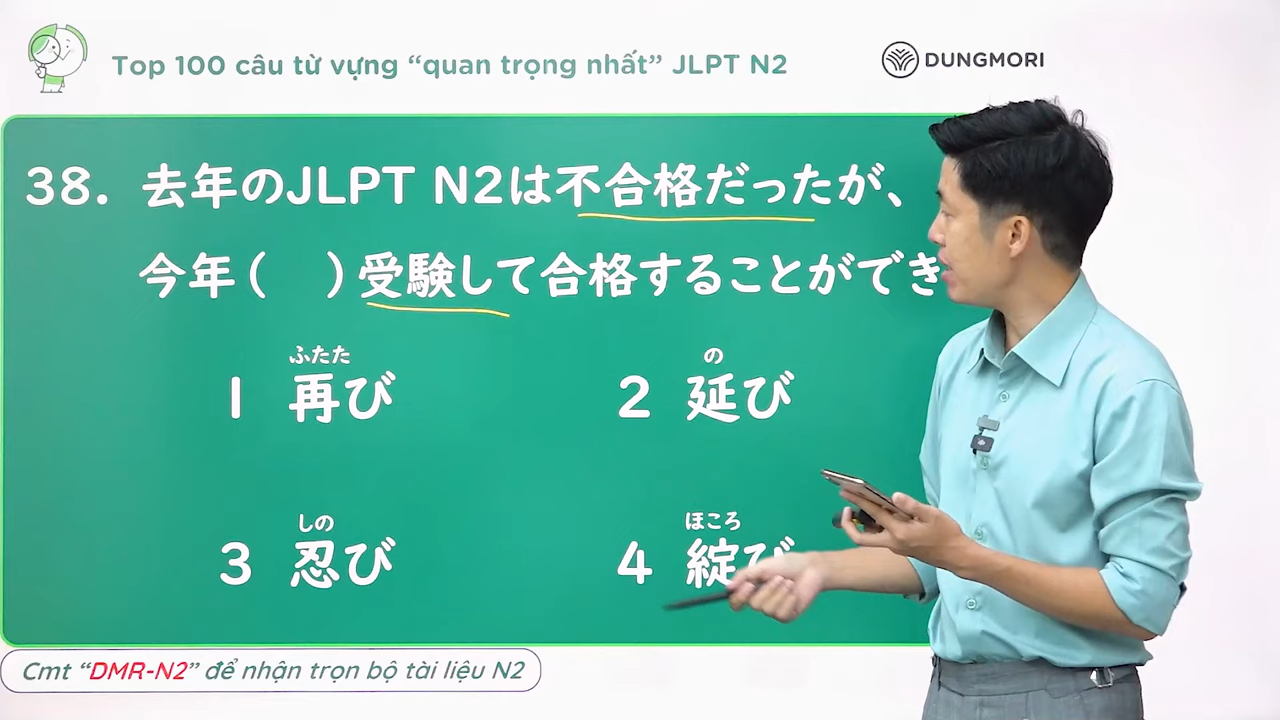 Top 100 câu từ vựng “quan trọng nhất” JLPT N2
DUNGMORI
38. 去年のJLPT N2は不合格だったが、
今年(　)受験して合格することができ
ふたた
1 再び
の
2 延び
しの
3 忍び
ほころ
4 綻び
Cmt “DMR-N2” để nhận trọn bộ tài liệu N2